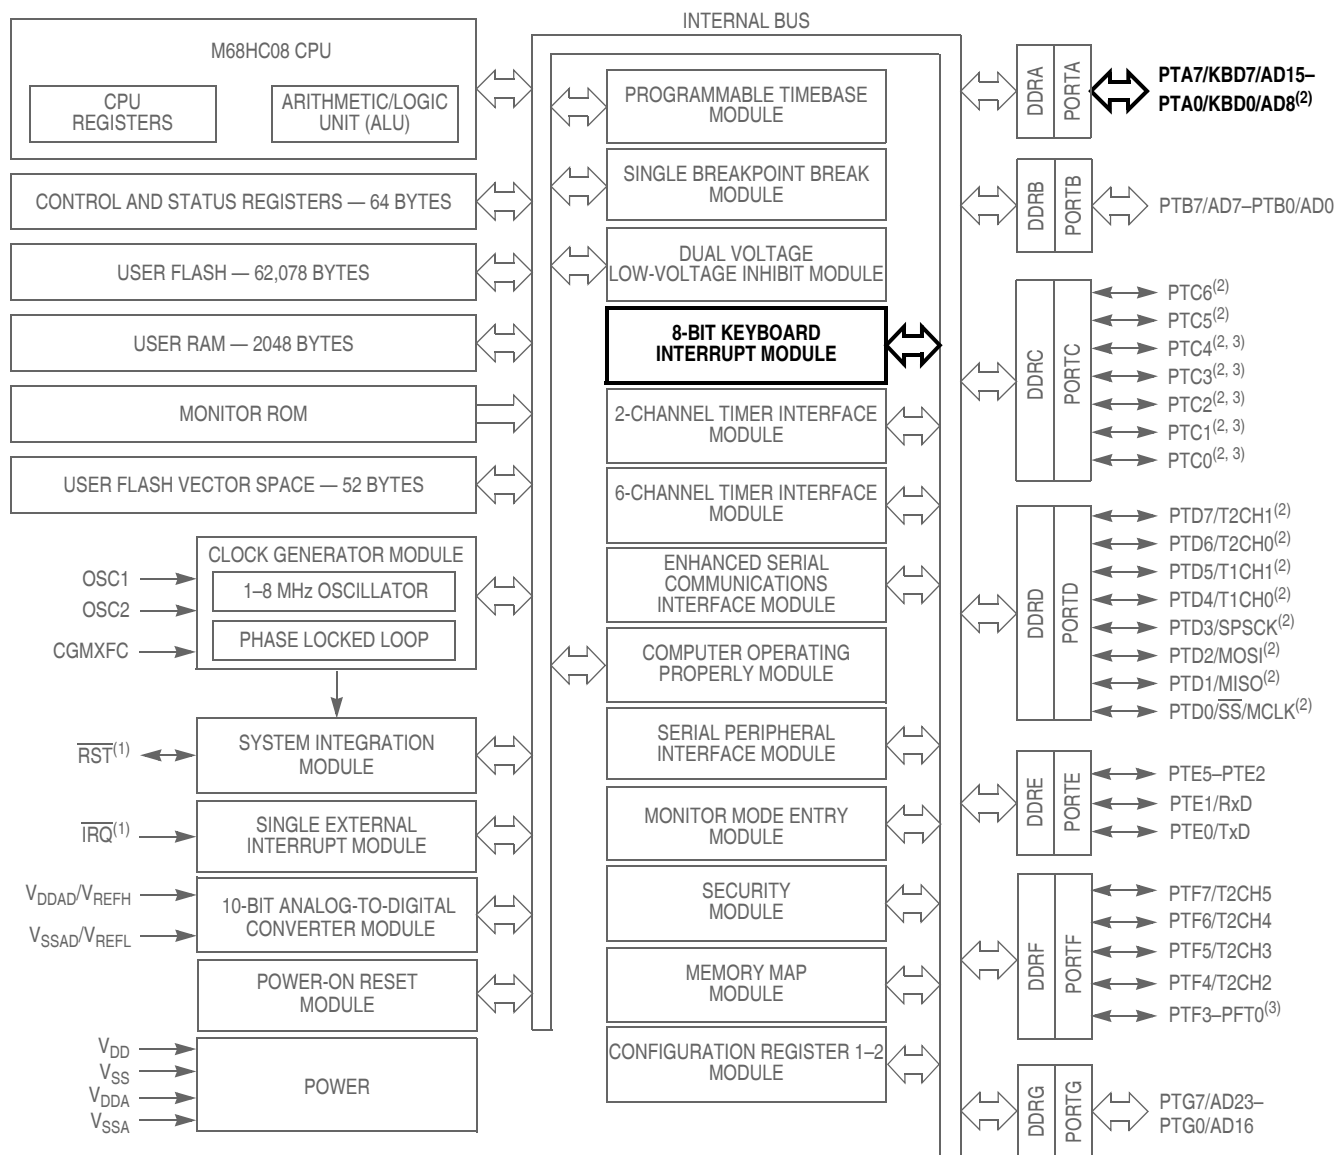 INTERNAL BUS
M68HC08 CPU
CPU
REGISTERS
ARITHMETIC/LOGIC
UNIT (ALU)
CONTROL AND STATUS REGISTERS — 64 BYTES
USER FLASH — 62,078 BYTES
USER RAM — 2048 BYTES
MONITOR ROM
USER FLASH VECTOR SPACE — 52 BYTES
CLOCK GENERATOR MODULE
1–8 MHz OSCILLATOR
PHASE LOCKED LOOP
OSC1
OSC2
CGMXFC
SYSTEM INTEGRATION
MODULE
RST(1)
SINGLE EXTERNAL
INTERRUPT MODULE
IRQ(1)
10-BIT ANALOG-TO-DIGITAL
CONVERTER MODULE
VDDAD/VREFH
VSSAD/VREFL
POWER-ON RESET
MODULE
POWER
VDD
VSS
VDDA
VSSA
PROGRAMMABLE TIMEBASE
MODULE
SINGLE BREAKPOINT BREAK
MODULE
DUAL VOLTAGE
LOW-VOLTAGE INHIBIT MODULE
8-BIT KEYBOARD
INTERRUPT MODULE
2-CHANNEL TIMER INTERFACE
MODULE
6-CHANNEL TIMER INTERFACE
MODULE
ENHANCED SERIAL
COMMUNICATIONS
INTERFACE MODULE
COMPUTER OPERATING
PROPERLY MODULE
SERIAL PERIPHERAL
INTERFACE MODULE
MONITOR MODE ENTRY
MODULE
SECURITY
MODULE
MEMORY MAP
MODULE
CONFIGURATION REGISTER 1–2
MODULE
DDRA
PORTA
PTA7/KBD7/AD15–
PTA0/KBD0/AD8(2)
DDRB
PORTB
PTB7/AD7–PTB0/AD0
DDRC
PORTC
PTC6(2)
PTC5(2)
PTC4(2, 3)
PTC3(2, 3)
PTC2(2, 3)
PTC1(2, 3)
PTC0(2, 3)
DDRD
PORTD
PTD7/T2CH1(2)
PTD6/T2CH0(2)
PTD5/T1CH1(2)
PTD4/T1CH0(2)
PTD3/SPSCK(2)
PTD2/MOSI(2)
PTD1/MISO(2)
PTD0/SS/MCLK(2)
DDRE
PORTE
PTE5–PTE2
PTE1/RxD
PTE0/TxD
DDRF
PORTF
PTF7/T2CH5
PTF6/T2CH4
PTF5/T2CH3
PTF4/T2CH2
PTF3–PFT0(3)
DDRG
PORTG
PTG7/AD23–
PTG0/AD16